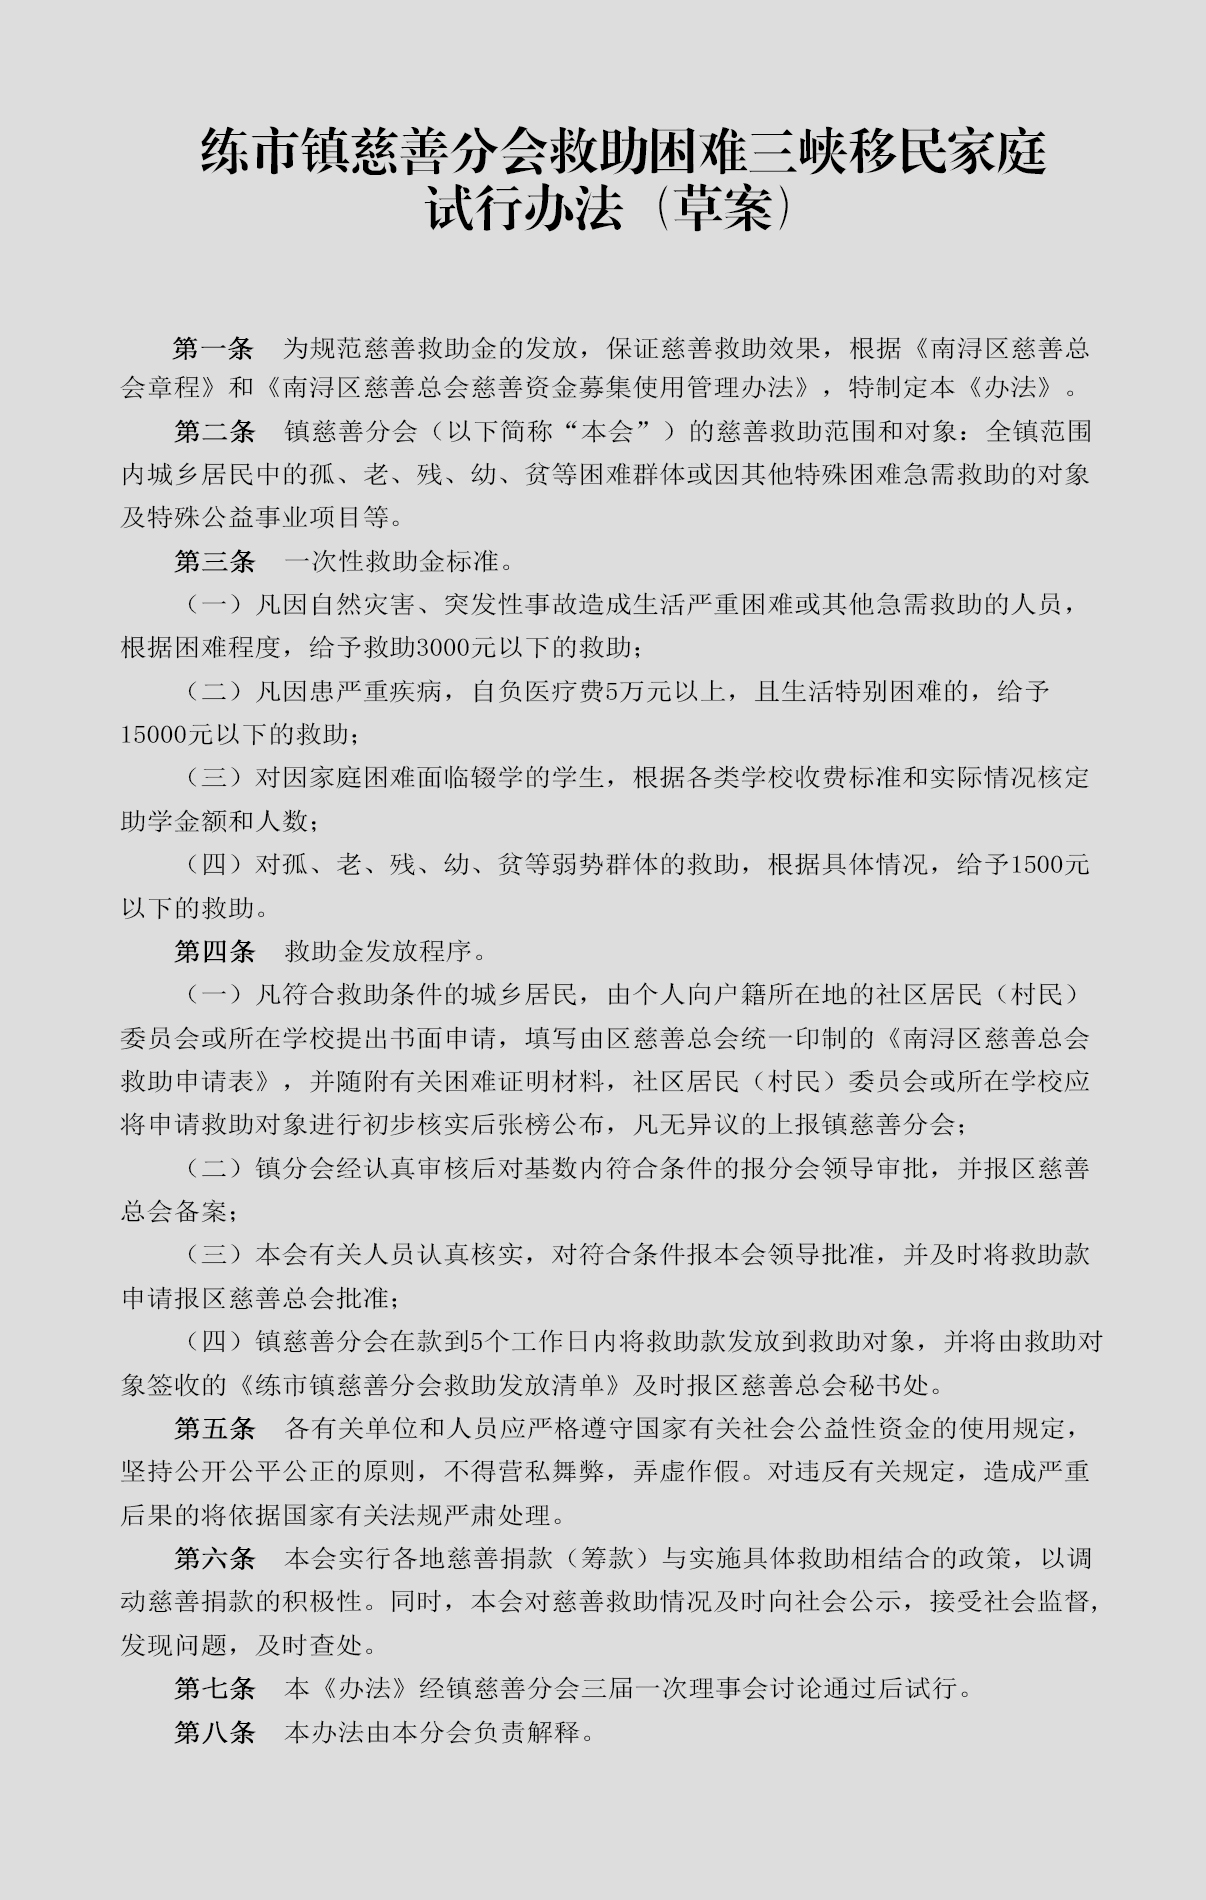 练市镇慈善分会救助困难三峡移民家庭
试行办法（草案）
第一条　为规范慈善救助金的发放，保证慈善救助效果，根据《南浔区慈善总
会章程》和《南浔区慈善总会慈善资金募集使用管理办法》，特制定本《办法》。
第二条　镇慈善分会（以下简称“本会”）的慈善救助范围和对象：全镇范围
内城乡居民中的孤、老、残、幼、贫等困难群体或因其他特殊困难急需救助的对象
及特殊公益事业项目等。
第三条　一次性救助金标准。
（一）凡因自然灾害、突发性事故造成生活严重困难或其他急需救助的人员，
根据困难程度，给予救助3000元以下的救助；
（二）凡因患严重疾病，自负医疗费5万元以上，且生活特别困难的，给予
15000元以下的救助；
（三）对因家庭困难面临辍学的学生，根据各类学校收费标准和实际情况核定
助学金额和人数；
（四）对孤、老、残、幼、贫等弱势群体的救助，根据具体情况，给予1500元
以下的救助。
第四条　救助金发放程序。
（一）凡符合救助条件的城乡居民，由个人向户籍所在地的社区居民（村民）
委员会或所在学校提出书面申请，填写由区慈善总会统一印制的《南浔区慈善总会
救助申请表》，并随附有关困难证明材料，社区居民（村民）委员会或所在学校应
将申请救助对象进行初步核实后张榜公布，凡无异议的上报镇慈善分会；
（二）镇分会经认真审核后对基数内符合条件的报分会领导审批，并报区慈善
总会备案；
（三）本会有关人员认真核实，对符合条件报本会领导批准，并及时将救助款
申请报区慈善总会批准；
（四）镇慈善分会在款到5个工作日内将救助款发放到救助对象，并将由救助对
象签收的《练市镇慈善分会救助发放清单》及时报区慈善总会秘书处。
第五条　各有关单位和人员应严格遵守国家有关社会公益性资金的使用规定，
坚持公开公平公正的原则，不得营私舞弊，弄虚作假。对违反有关规定，造成严重
后果的将依据国家有关法规严肃处理。
第六条　本会实行各地慈善捐款（筹款）与实施具体救助相结合的政策，以调
动慈善捐款的积极性。同时，本会对慈善救助情况及时向社会公示，接受社会监督，
发现问题，及时查处。
第七条　本《办法》经镇慈善分会三届一次理事会讨论通过后试行。
第八条　本办法由本分会负责解释。